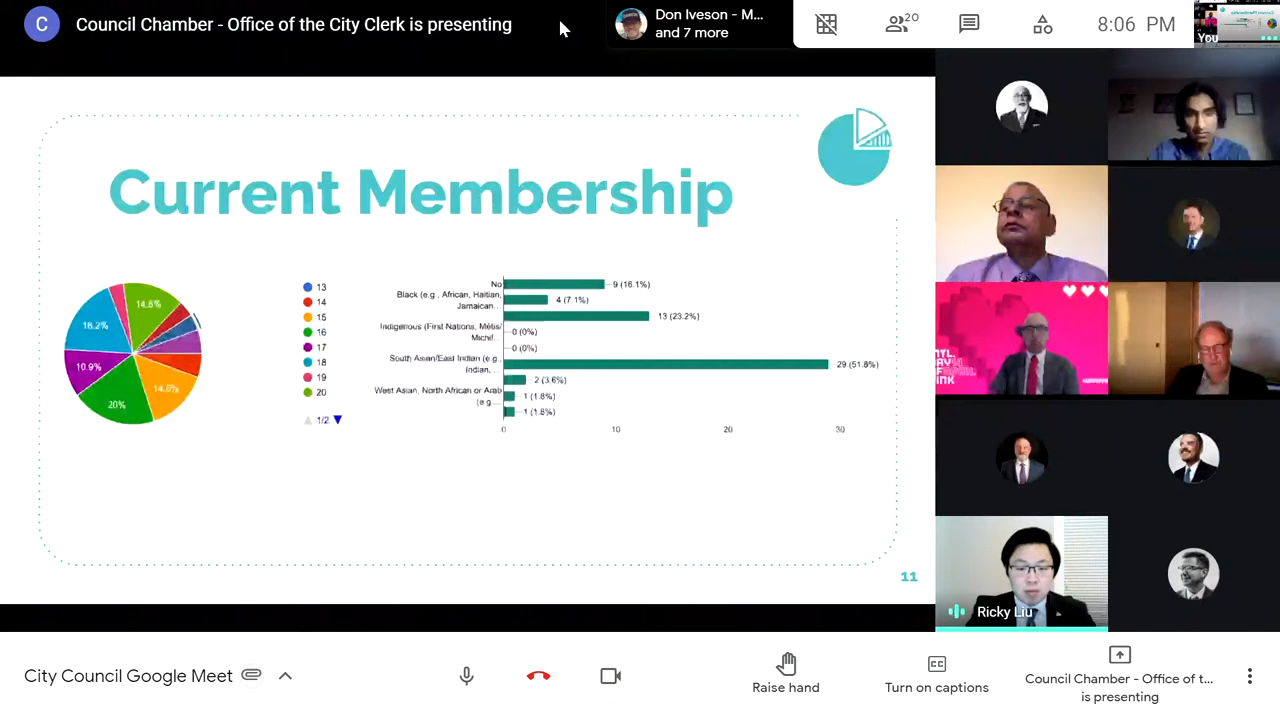 C
Council Chamber - Office of the City Clerk is presenting
Don Iveson - M...
and 7 more
20
8:06 PM
You
Current Membership
14.8%
18.2%
10.9%
20%
13
14
15
16
17
18
19
20
1/2
No
9 (16.1%)
Black (e.g., African, Haitian,
Jamaican...
4 (7.1%)
13 (23.2%)
Indigenous (First Nations, Métis/
0 (0%)
0 (0%)
South Asian/East Indian (e.g.,
Indian, ...
29 (51.8%)
2 (3.6%)
West Asian, North African or Arab
(e.g....
1 (1.8%)
1 (1.8%)
0
10
20
30
11
Ricky Liu
City Council Google Meet
Raise hand
Turn on captions
Council Chamber - Office of t...
is presenting